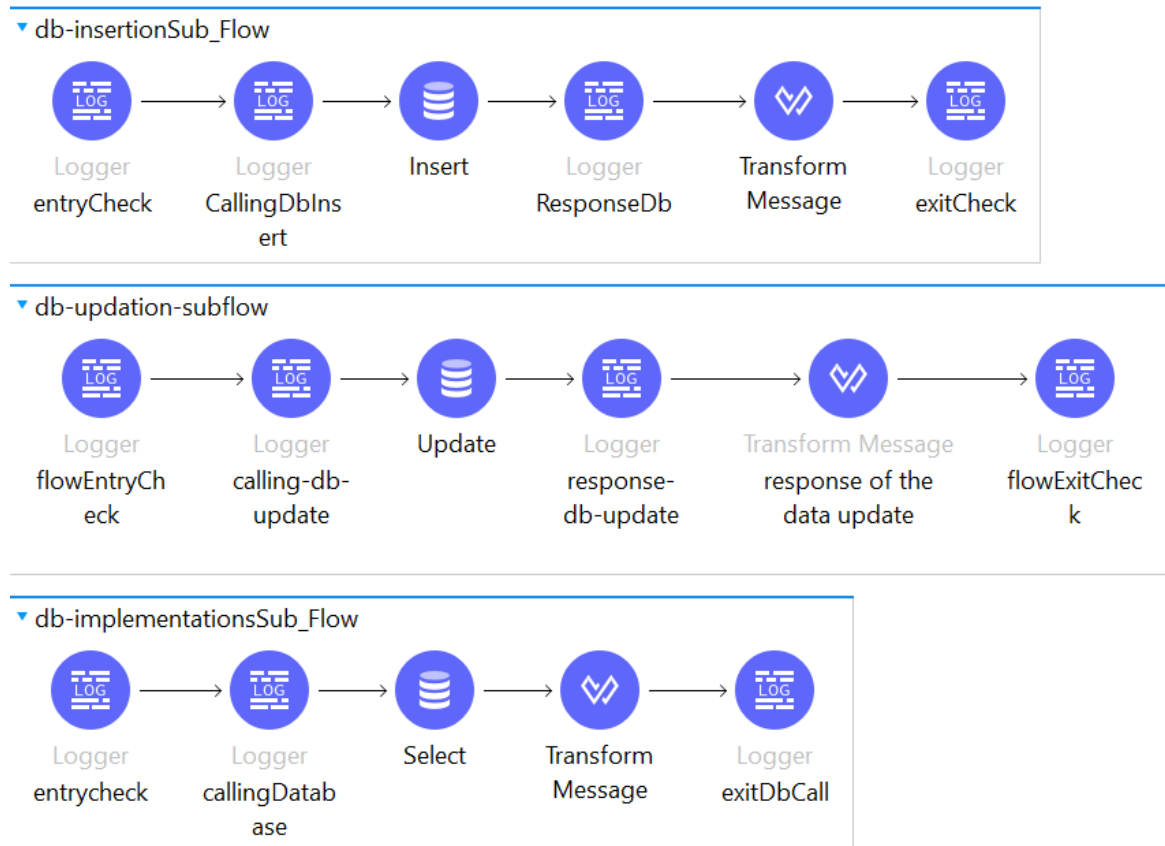 db-insertionSub_Flow
LOG LOG LOG LOG
Logger Logger Insert Logger Transform Logger
entryCheck CallingDbIns ResponseDb Message exitCheck
ert
db-updation-subflow
LOG LOG LOG LOG
Logger Logger Update Logger Transform Message Logger
flowEntryCh calling-db- response- response of the flowExitChec
eck update db-update data update k
db-implementationsSub_Flow
LOG LOG LOG
Logger Logger Select Transform Logger
entrycheck callingDatab Message exitDbCall
ase